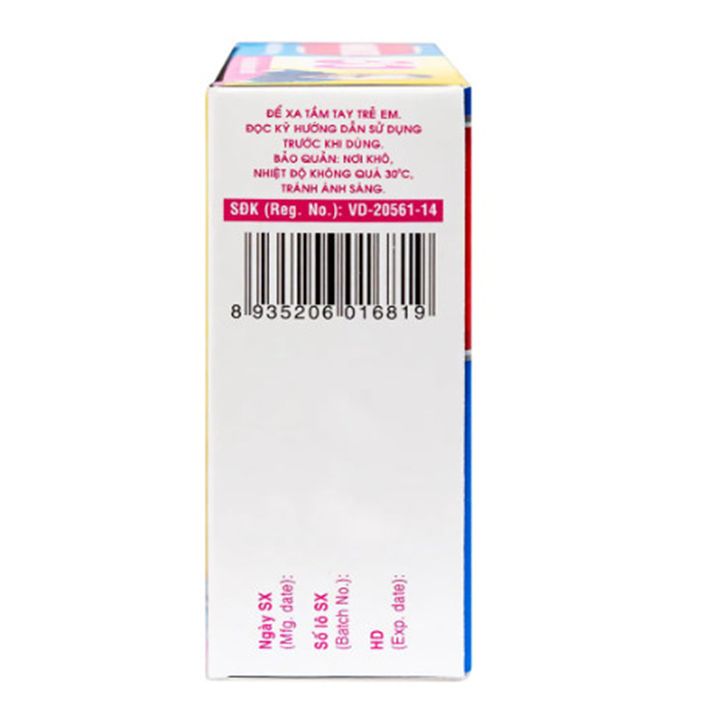 ĐỂ XA TẦM TAY TRẺ EM.
ĐỌC KỸ HƯỚNG DẪN SỬ DỤNG
TRƯỚC KHI DÙNG.
BẢO QUẢN: NƠI KHÔ,
NHIỆT ĐỘ KHÔNG QUÁ 30°C,
TRÁNH ÁNH SÁNG.
SĐK (Reg. No.): VD-20561-14
8 935206 016819
Ngày SX
(Mfg. date):
Số lô SX
(Batch No.):
HD
(Exp. date):